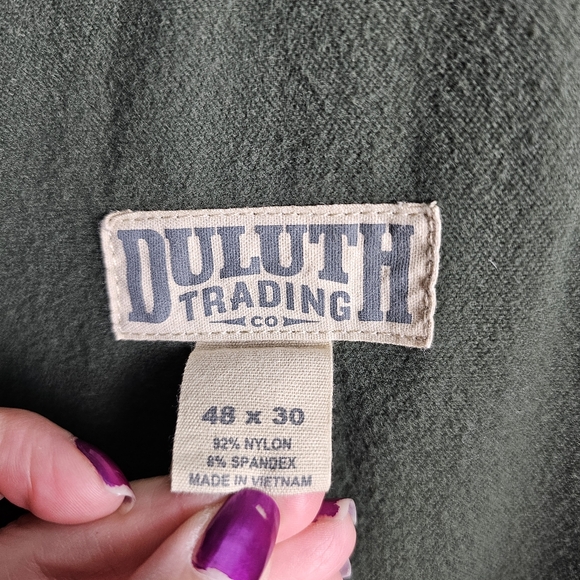 DULUTH
TRADING
CO
48 x 30
92% NYLON
8% SPANDEX
MADE IN VIETNAM